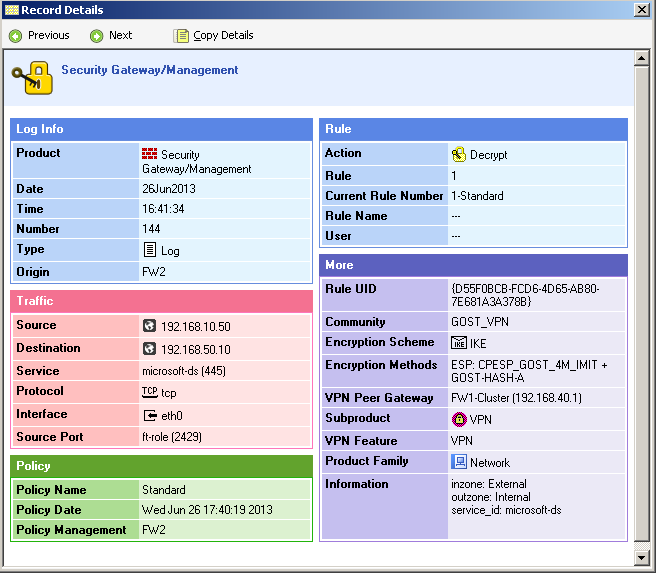 Record Details
Previous Next Copy Details
Security Gateway/Management
Log Info
Product Security
Gateway/Management
Date 26Jun2013
Time 16:41:34
Number 144
Type Log
Origin FW2
Traffic
Source 192.168.10.50
Destination 192.168.50.10
Service microsoft-ds (445)
Protocol TCP tcp
Interface eth0
Source Port ft-role (2429)
Policy
Policy Name Standard
Policy Date Wed Jun 26 17:40:19 2013
Policy Management FW2
Rule
Action Decrypt
Rule 1
Current Rule Number 1-Standard
Rule Name ---
User ---
More
Rule UID {D55F0BCB-FCD6-4D65-AB80-
7E681A3A378B}
Community GOST_VPN
Encryption Scheme IKE IKE
Encryption Methods ESP: CPESP_GOST_4M_IMIT +
GOST-HASH-A
VPN Peer Gateway FW1-Cluster (192.168.40.1)
Subproduct VPN
VPN Feature VPN
Product Family Network
Information inzone: External
outzone: Internal
service_id: microsoft-ds